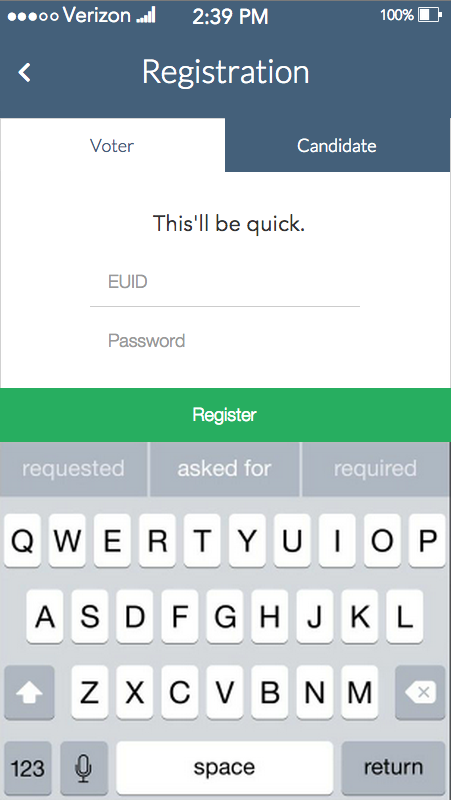 Verizon 2:39 PM 100%
Registration
Voter Candidate
This'll be quick.
EUID
Password
Register
requested asked for required
Q W E R T Y U I O P
A S D F G H J K L
Z X C V B N M
123 space return